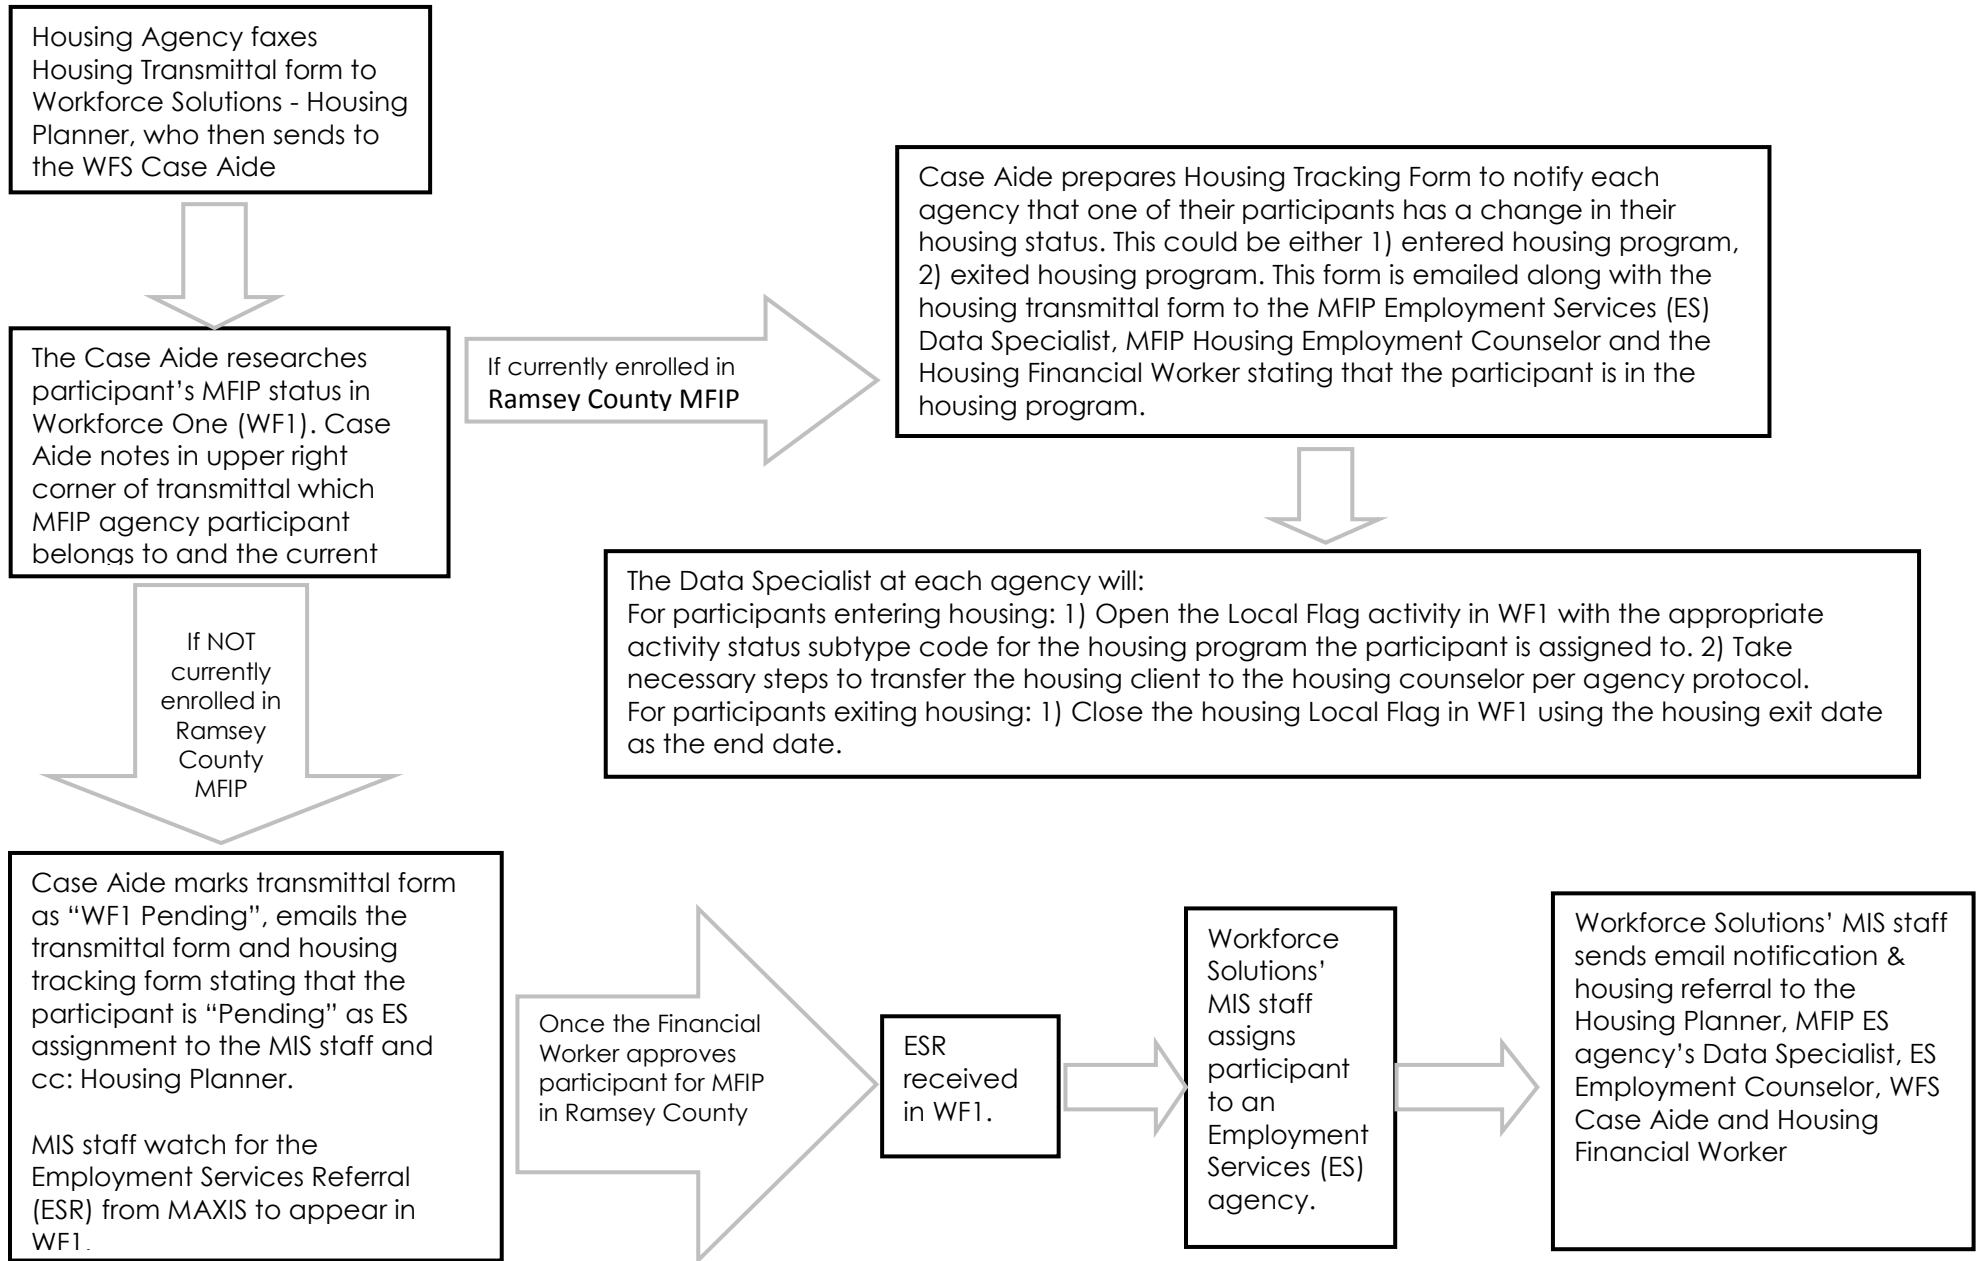 Housing Agency faxes
Housing Transmittal form to
Workforce Solutions - Housing
Planner, who then sends to
the WFS Case Aide
The Case Aide researches
participant’s MFIP status in
Workforce One (WF1). Case
Aide notes in upper right
corner of transmittal which
MFIP agency participant
belongs to and the current
If currently enrolled in
Ramsey County MFIP
Case Aide prepares Housing Tracking Form to notify each
agency that one of their participants has a change in their
housing status. This could be either 1) entered housing program,
2) exited housing program. This form is emailed along with the
housing transmittal form to the MFIP Employment Services (ES)
Data Specialist, MFIP Housing Employment Counselor and the
Housing Financial Worker stating that the participant is in the
housing program.
The Data Specialist at each agency will:
For participants entering housing: 1) Open the Local Flag activity in WF1 with the appropriate
activity status subtype code for the housing program the participant is assigned to. 2) Take
necessary steps to transfer the housing client to the housing counselor per agency protocol.
For participants exiting housing: 1) Close the housing Local Flag in WF1 using the housing exit date
as the end date.
If NOT
currently
enrolled in
Ramsey
County
MFIP
Case Aide marks transmittal form
as “WF1 Pending”, emails the
transmittal form and housing
tracking form stating that the
participant is “Pending” as ES
assignment to the MIS staff and
cc: Housing Planner.
MIS staff watch for the
Employment Services Referral
(ESR) from MAXIS to appear in
WF1.
Once the Financial
Worker approves
participant for MFIP
in Ramsey County
ESR
received
in WF1.
Workforce
Solutions’
MIS staff
assigns
participant
to an
Employment
Services (ES)
agency.
Workforce Solutions’ MIS staff
sends email notification &
housing referral to the
Housing Planner, MFIP ES
agency’s Data Specialist, ES
Employment Counselor, WFS
Case Aide and Housing
Financial Worker